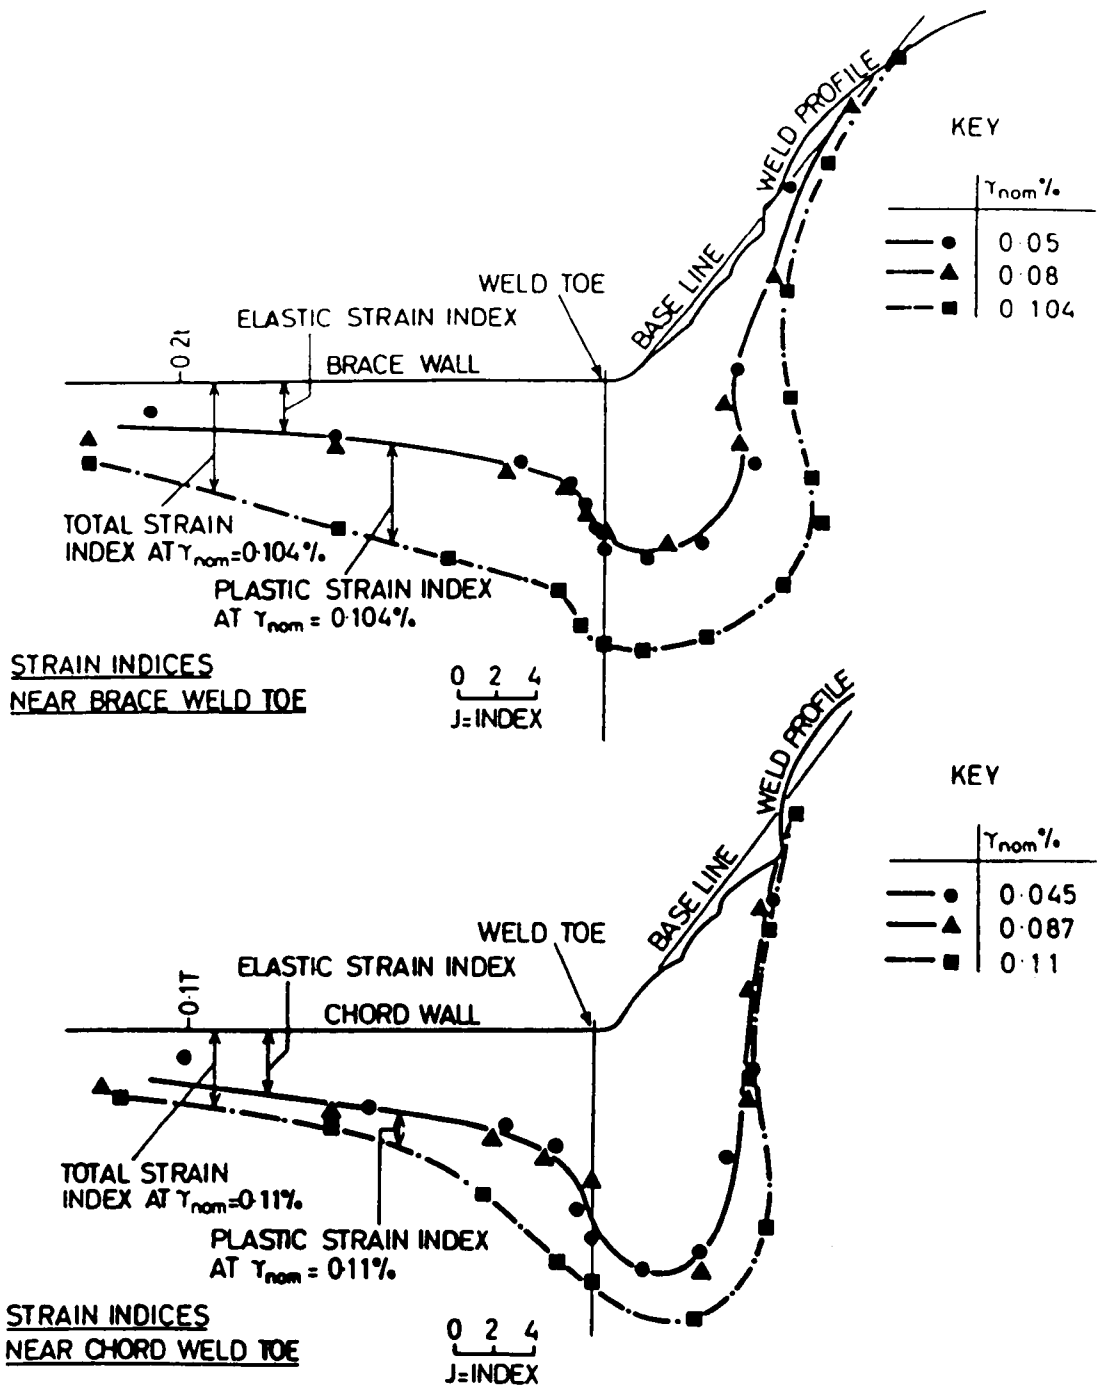 WELD PROFILE
BASE LINE
WELD TOE
ELASTIC STRAIN INDEX
0·2t
BRACE WALL
TOTAL STRAIN
INDEX AT γnom=0·104%
PLASTIC STRAIN INDEX
AT γnom = 0·104%
STRAIN INDICES
NEAR BRACE WELD TOE
0 2 4
J=INDEX
KEY
γnom%
0·05
0·08
0 104
WELD PROFILE
BASE LINE
WELD TOE
ELASTIC STRAIN INDEX
0·1T
CHORD WALL
TOTAL STRAIN
INDEX AT γnom=0·11%
PLASTIC STRAIN INDEX
AT γnom = 0·11%
STRAIN INDICES
NEAR CHORD WELD TOE
0 2 4
J=INDEX
KEY
γnom%
0·045
0·087
0·11